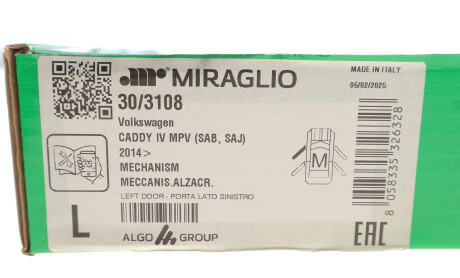 MIRAGLIO
30/3108
Volkswagen
CADDY IV MPV (SAB, SAJ)
2014>
MECHANISM
MECCANIS.ALZACR.
LEFT DOOR - PORTA LATO SINISTRO
L
ALGO GROUP
MADE IN ITALY
06/02/2025
M
8 058335 326328
EAC